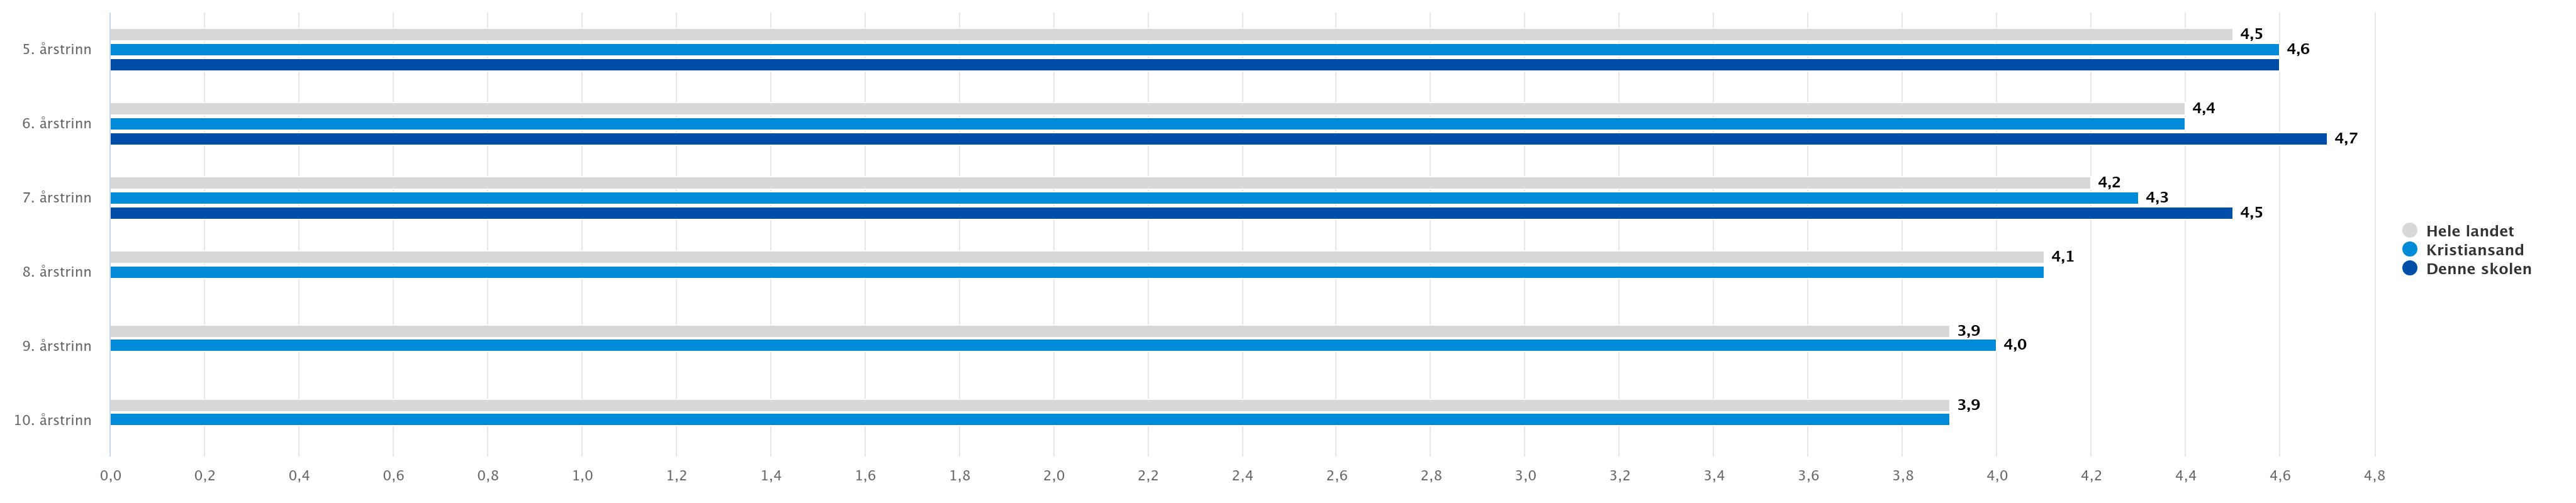 5. årstrinn
4,5
4,6
6. årstrinn
4,4
4,7
7. årstrinn
4,2
4,3
4,5
8. årstrinn
4,1
9. årstrinn
3,9
4,0
10. årstrinn
3,9
0,0 0,2 0,4 0,6 0,8 1,0 1,2 1,4 1,6 1,8 2,0 2,2 2,4 2,6 2,8 3,0 3,2 3,4 3,6 3,8 4,0 4,2 4,4 4,6 4,8
Hele landet
Kristiansand
Denne skolen